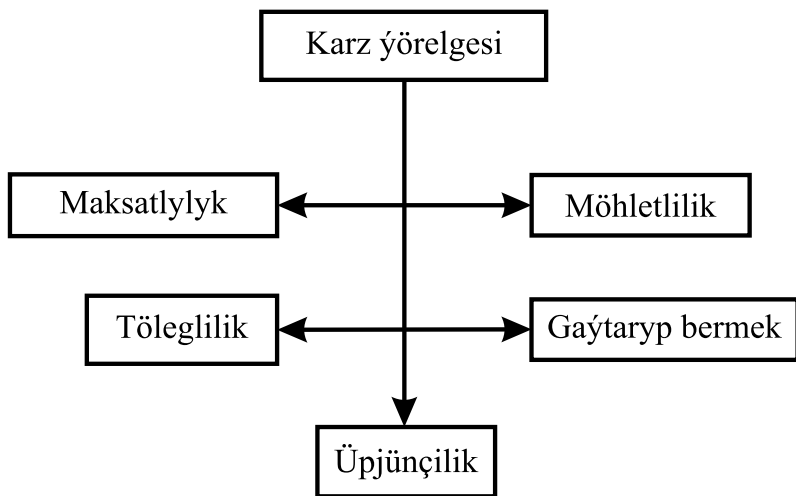 Karz ýörelgesi
Maksatlylyk
Möhletlilik
Töleglilik
Gaýtaryp bermek
Üpjünçilik